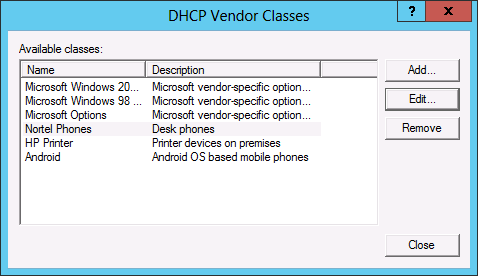 DHCP Vendor Classes
? X
Available classes:
Name Description
Microsoft Windows 20... Microsoft vendor-specific option...
Microsoft Windows 98 ... Microsoft vendor-specific option...
Microsoft Options Microsoft vendor-specific option...
Nortel Phones Desk phones
HP Printer Printer devices on premises
Android Android OS based mobile phones
Add...
Edit...
Remove
Close